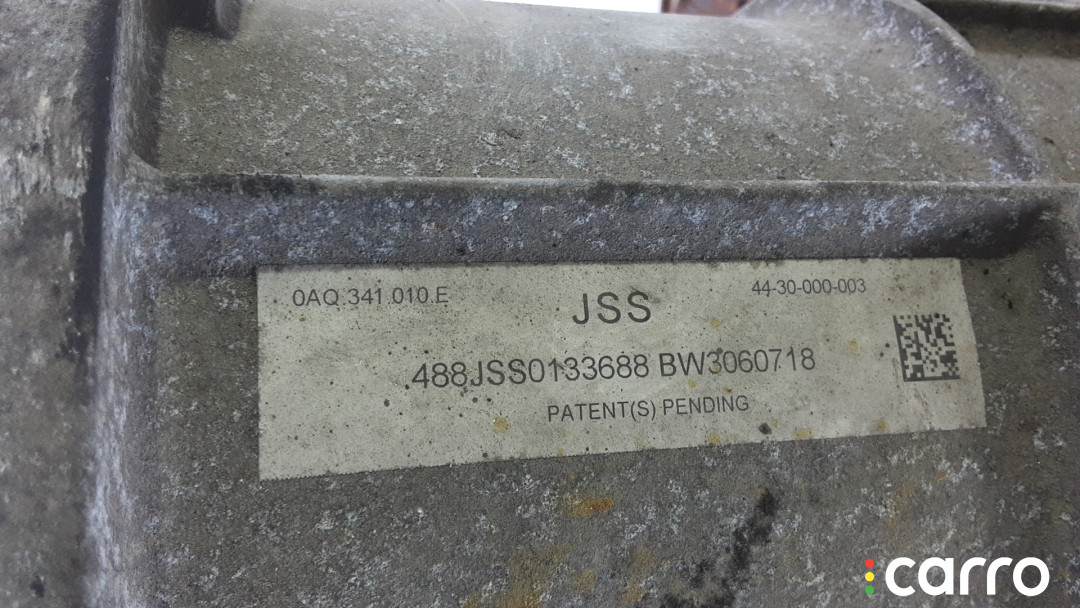 0AQ.341.010.E
JSS
44-30-000-003
488JSS0133688 BW3060718
PATENT(S) PENDING
carro